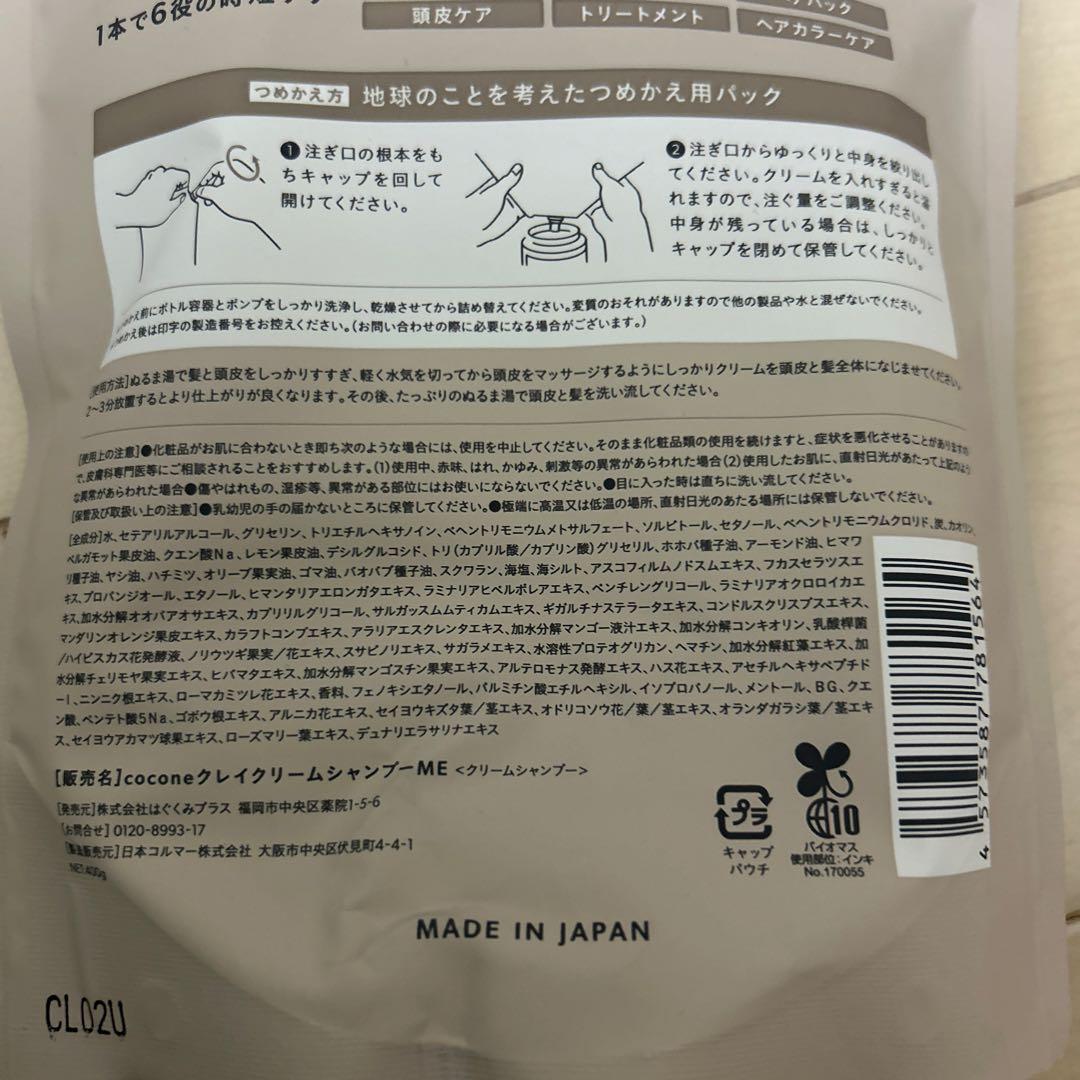 1本で6役の時短
頭皮ケア
トリートメント
パック
ヘアカラーケア
つめかえ方 地球のことを考えたつめかえ用パック
❶注ぎ口の根本をも
ちキャップを回して
開けてください。
❷注ぎ口からゆっくりと中身を絞り出し
てください。クリームを入れすぎると溢
れますので、注ぐ量をご調整ください。
中身が残っている場合は、しっかりと
キャップを閉めて保管してください。
つめかえ前にボトル容器とポンプをしっかり洗浄し、乾燥させてから詰め替えてください。変質のおそれがありますので他の製品や水と混ぜないでください。
つめかえ後は印字の製造番号をお控えください。(お問い合わせの際に必要になる場合がございます。)
[使用方法]ぬるま湯で髪と頭皮をしっかりすすぎ、軽く水気を切ってから頭皮をマッサージするようにしっかりクリームを頭皮と髪全体になじませてください。
2〜3分放置するとより仕上がりが良くなります。その後、たっぷりのぬるま湯で頭皮と髪を洗い流してください。
[使用上の注意]●化粧品がお肌に合わないとき即ち次のような場合には、使用を中止してください。そのまま化粧品類の使用を続けますと、症状を悪化させることがありますの
で、皮膚科専門医等にご相談されることをおすすめします。(1)使用中、赤味、はれ、かゆみ、刺激等の異常があらわれた場合(2)使用したお肌に、直射日光があたって上記のよう
な異常があらわれた場合●傷やはれもの、湿疹等、異常がある部位にはお使いにならないでください。●目に入った時は直ちに洗い流してください。
[保管及び取扱い上の注意]●乳幼児の手の届かないところに保管してください。●極端に高温又は低温の場所、直射日光のあたる場所には保管しないでください。
[全成分]水、セテアリルアルコール、グリセリン、トリエチルヘキサノイン、ベヘントリモニウムメトサルフェート、ソルビトール、セタノール、ベヘントリモニウムクロリド、炭、カオリン、
ベルガモット果皮油、クエン酸Na、レモン果皮油、デシルグルコシド、トリ(カプリル酸/カプリン酸)グリセリル、ホホバ種子油、アーモンド油、ヒマワ
リ種子油、ヤシ油、ハチミツ、オリーブ果実油、ゴマ油、バオバブ種子油、スクワラン、海塩、海シルト、アスコフィルムノドスムエキス、フカスセラツスエ
キス、プロパンジオール、エタノール、ヒマンタリアエロンガタエキス、ラミナリアヒペルボレアエキス、ペンチレングリコール、ラミナリアオクロロイカエ
キス、加水分解オオバアオサエキス、カプリリルグリコール、サルガッスムムティカムエキス、ギガルチナステラータエキス、コンドルスクリスプスエキス、
マンダリンオレンジ果皮エキス、カラフトコンブエキス、アラリアエスクレンタエキス、加水分解マンゴー液汁エキス、加水分解コンキオリン、乳酸桿菌
/ハイビスカス花発酵液、ノリウツギ果実/花エキス、スサビノリエキス、サガラメエキス、水溶性プロテオグリカン、ヘマチン、加水分解紅藻エキス、加
水分解チェリモヤ果実エキス、ヒバマタエキス、加水分解マンゴスチン果実エキス、アルテロモナス発酵エキス、ハス花エキス、アセチルヘキサペプチド
ー1、ニンニク根エキス、ローマカミツレ花エキス、香料、フェノキシエタノール、パルミチン酸エチルヘキシル、イソプロパノール、メントール、BG、クエ
ン酸、ペンテト酸5Na、ゴボウ根エキス、アルニカ花エキス、セイヨウキズタ葉/茎エキス、オドリコソウ花/葉/茎エキス、オランダガラシ葉/茎エキ
ス、セイヨウアカマツ球果エキス、ローズマリー葉エキス、デュナリエラサリナエキス
[販売名]coconeクレイクリームシャンプーME <クリームシャンプー>
[発売元]株式会社はぐくみプラス 福岡市中央区薬院1-5-6
[お問合せ] 0120-8993-17
[製造販売元]日本コルマー株式会社 大阪市中央区伏見町4-4-1
NET.400g
プラ
キャップ
パウチ
10
バイオマス
使用部位:インキ
No.170055
4 573587 781564
MADE IN JAPAN
CL02U